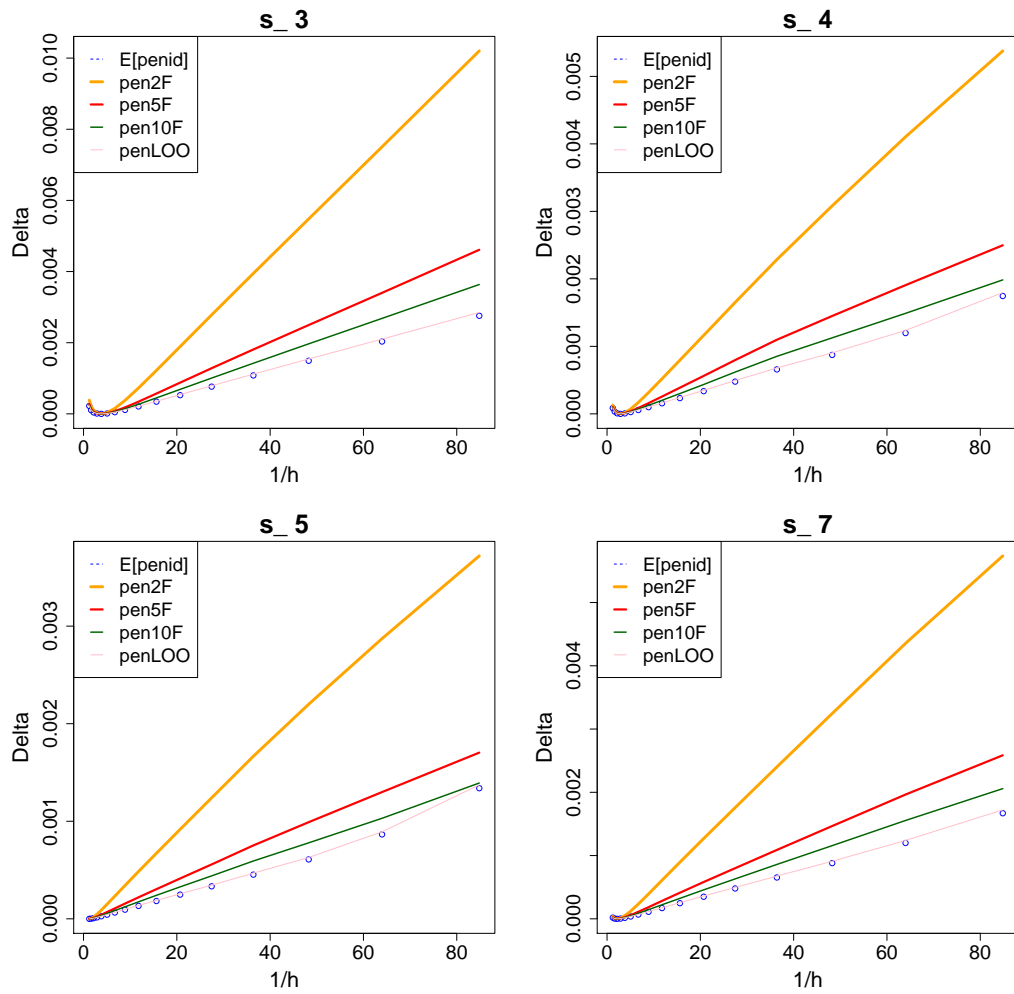 s_ 3
E[penid]
pen2F
pen5F
pen10F
penLOO
Delta
0.000
0.002
0.004
0.006
0.008
0.010
0
20
40
60
80
1/h
s_ 4
E[penid]
pen2F
pen5F
pen10F
penLOO
Delta
0.000
0.001
0.002
0.003
0.004
0.005
0
20
40
60
80
1/h
s_ 5
E[penid]
pen2F
pen5F
pen10F
penLOO
Delta
0.000
0.001
0.002
0.003
0
20
40
60
80
1/h
s_ 7
E[penid]
pen2F
pen5F
pen10F
penLOO
Delta
0.000
0.002
0.004
0
20
40
60
80
1/h